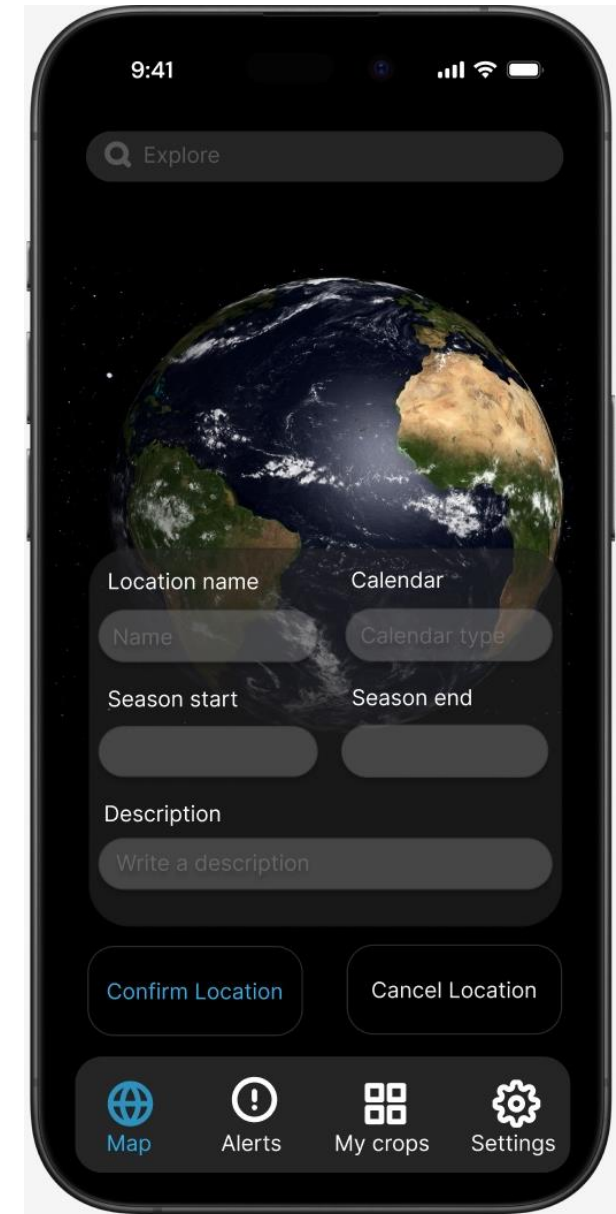 9:41
Explore
Location name Calendar
Name Calendar type
Season start Season end
Description
Write a description
Confirm Location Cancel Location
Map Alerts My crops Settings